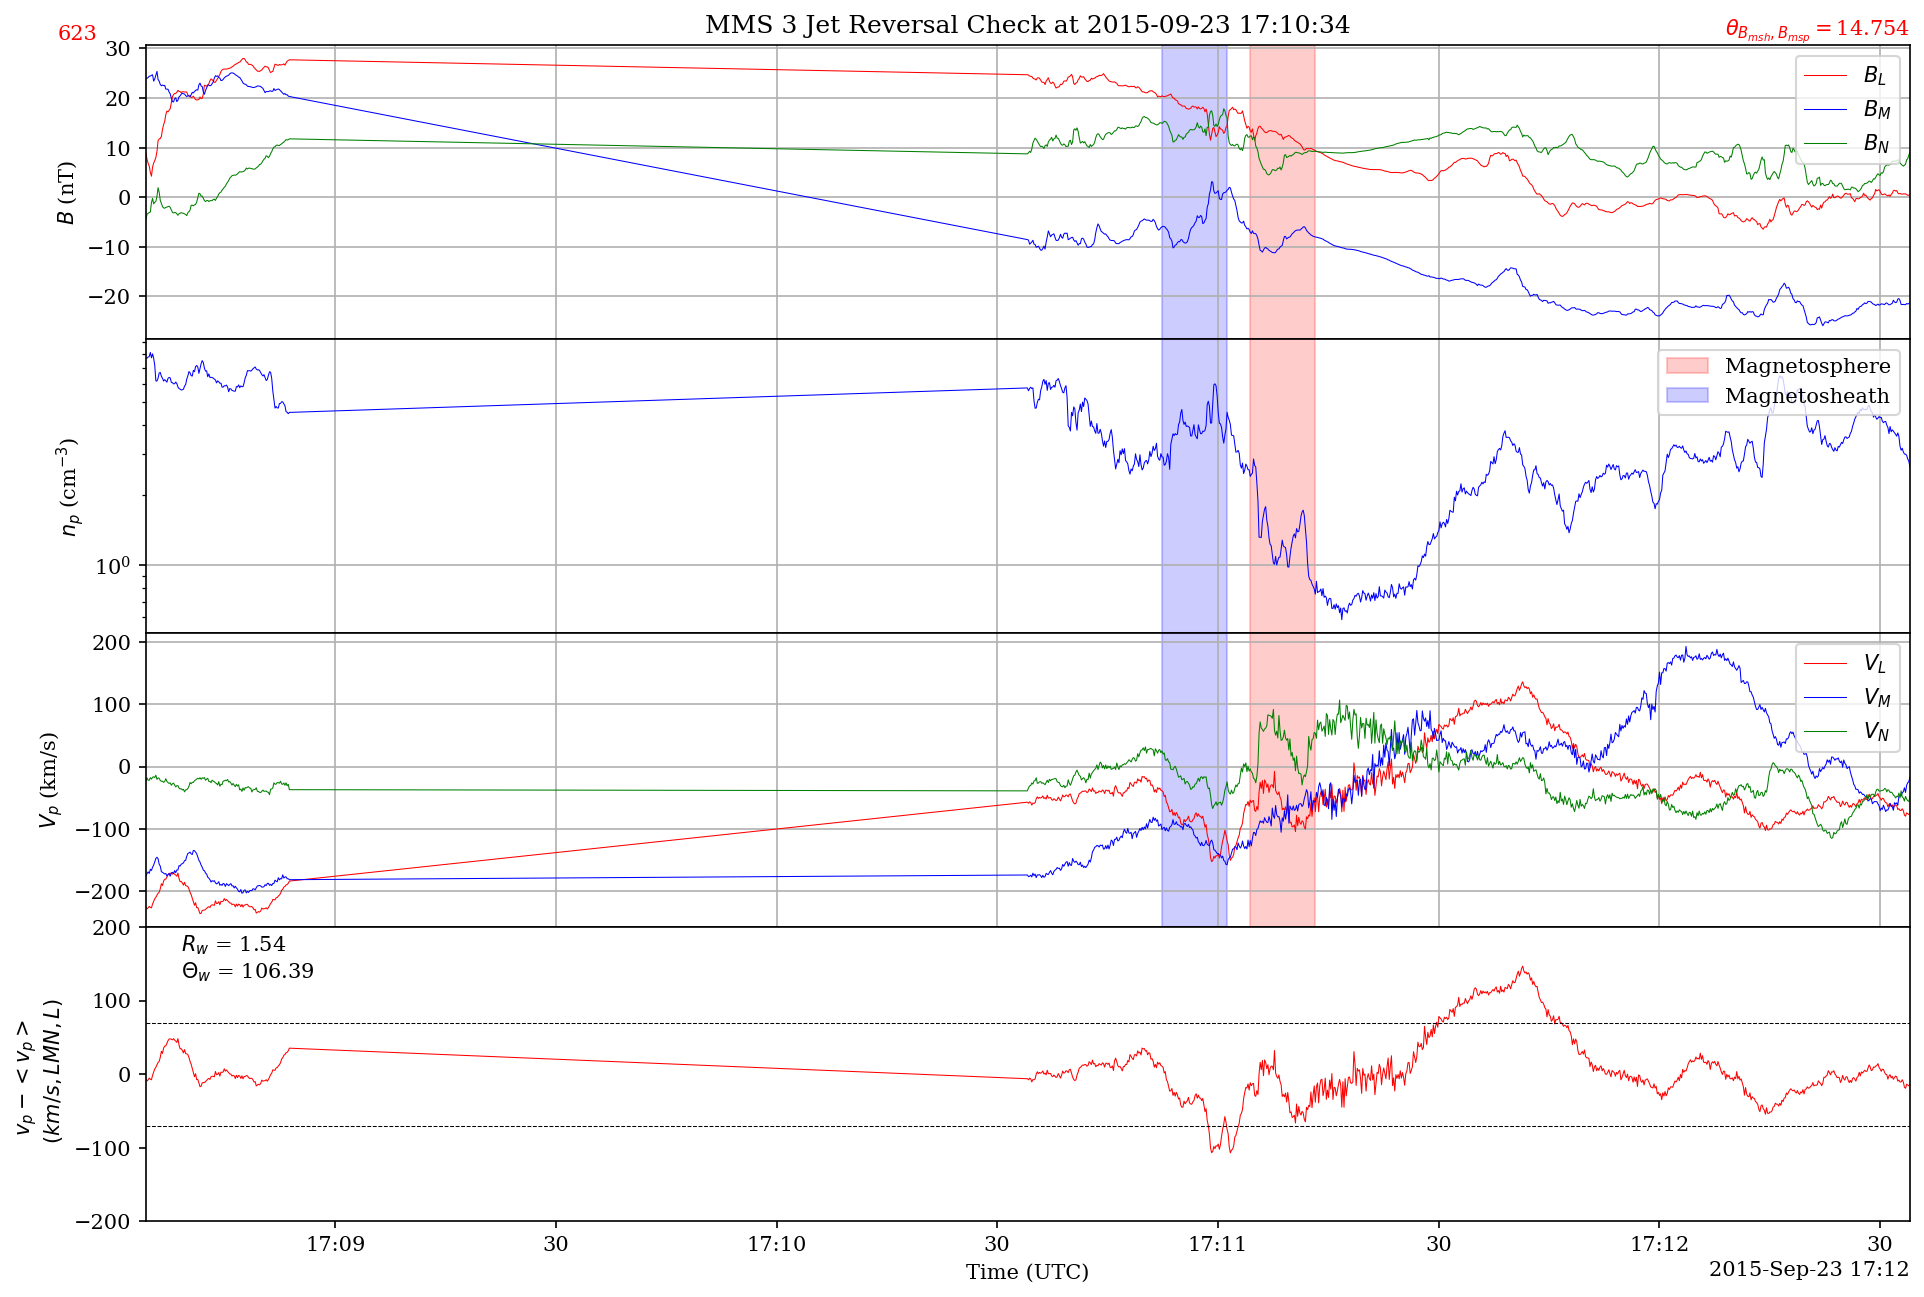 MMS 3 Jet Reversal Check at 2015-09-23 17:10:34
623
θ_{B_{msh}, B_{msp}} = 14.754
30
20
10
0
−10
−20
B (nT)
B_L
B_M
B_N
10^0
n_p (cm^{−3})
Magnetosphere
Magnetosheath
200
100
0
−100
−200
V_p (km/s)
V_L
V_M
V_N
200
100
0
−100
−200
v_p − < v_p >
(km/s, LMN, L)
R_w = 1.54
Θ_w = 106.39
17:09 30 17:10 30 17:11 30 17:12 30
Time (UTC)
2015-Sep-23 17:12